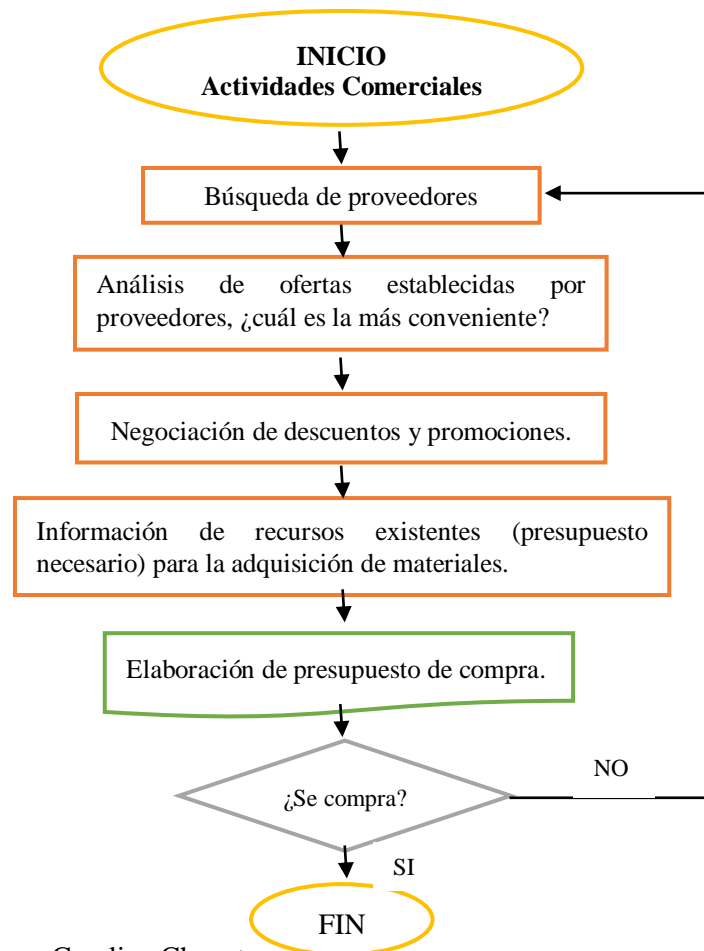 INICIO
Actividades Comerciales
Búsqueda de proveedores
Análisis de ofertas establecidas por
proveedores, ¿cuál es la más conveniente?
Negociación de descuentos y promociones.
Información de recursos existentes (presupuesto
necesario) para la adquisición de materiales.
Elaboración de presupuesto de compra.
¿Se compra?
NO
SI
FIN